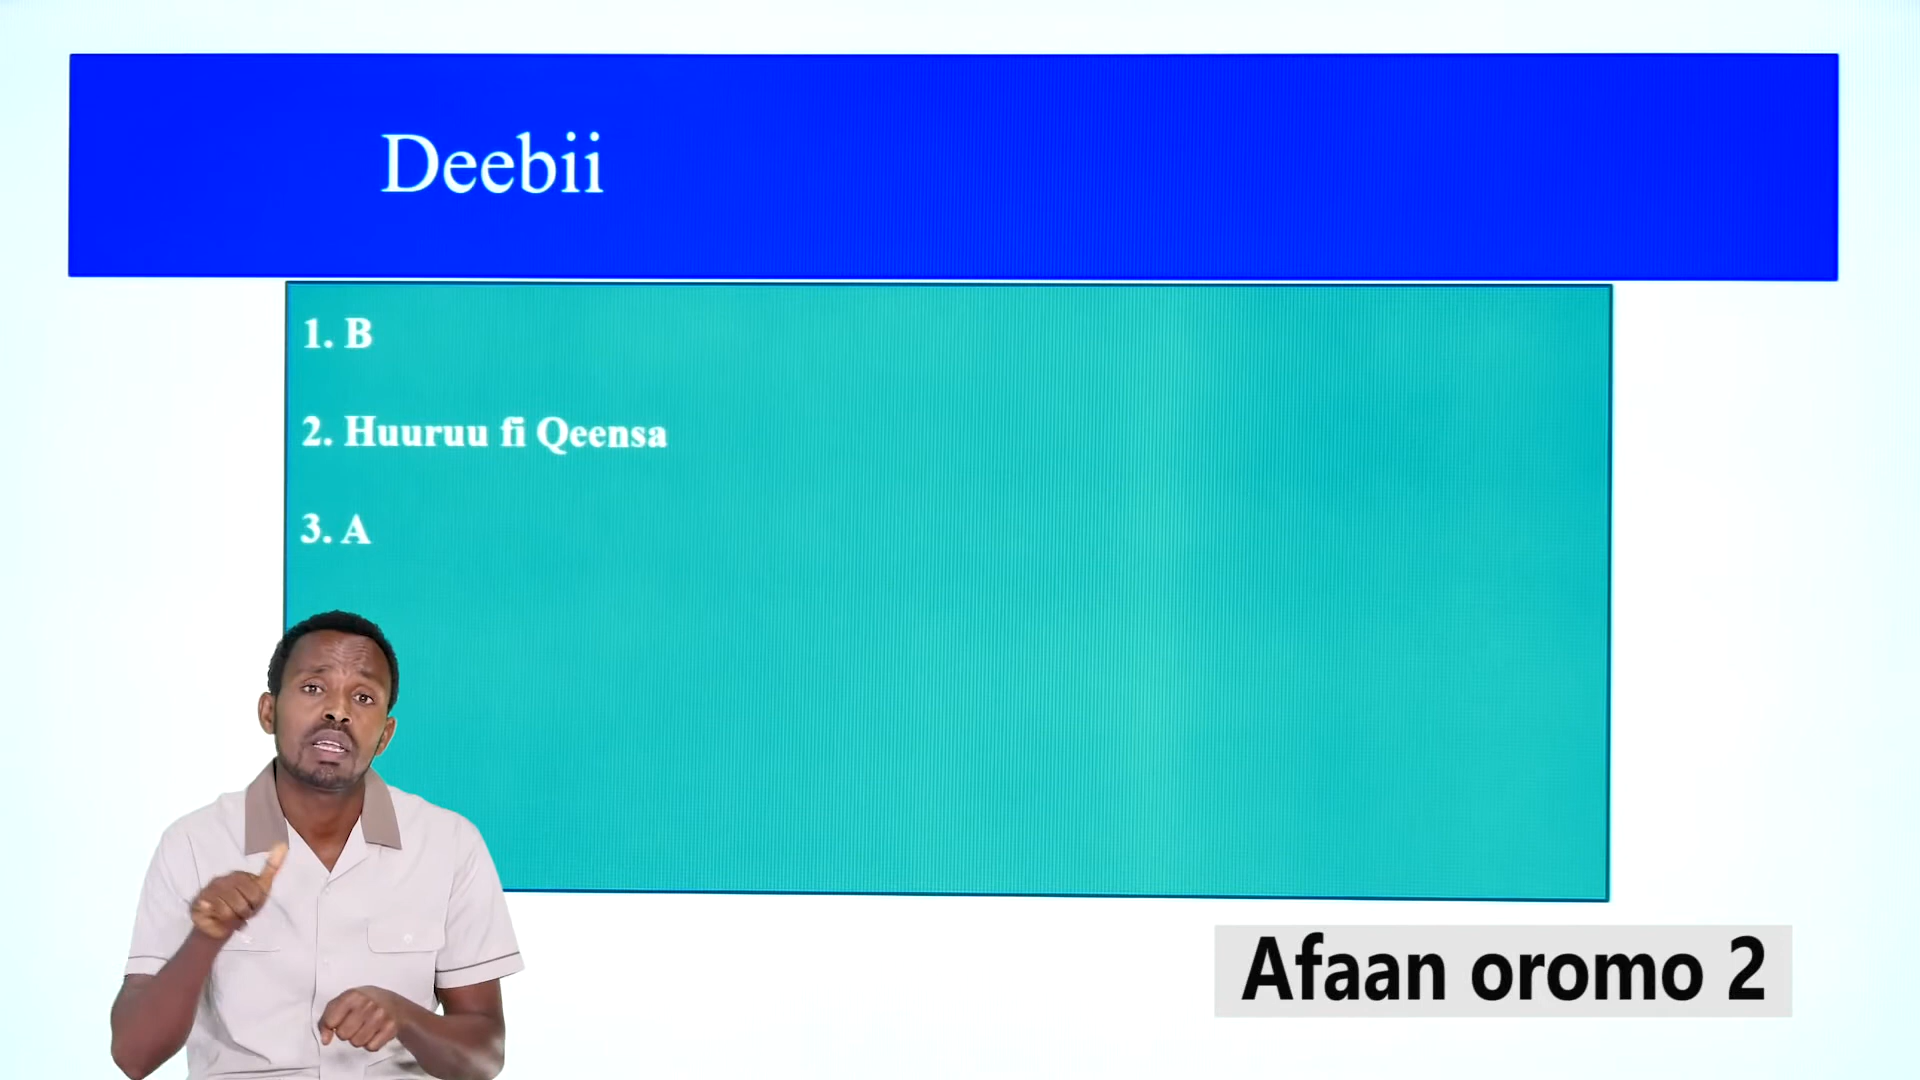 Deebii
1. B
2. Huuruu fi Qeensa
3. A
Afaan oromo 2